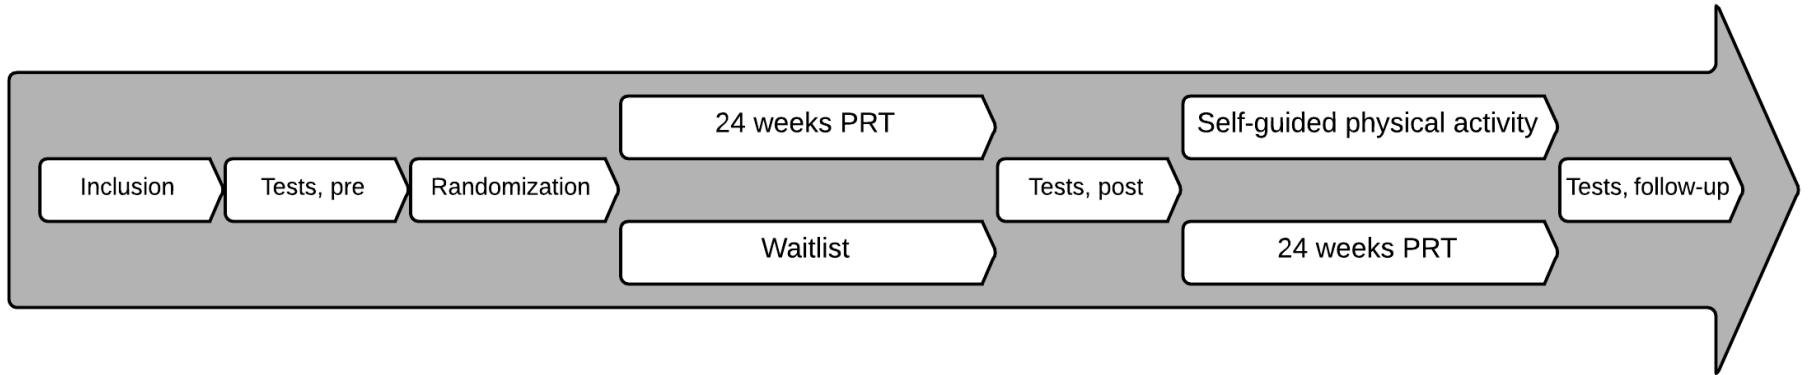 Inclusion
Tests, pre
Randomization
24 weeks PRT
Waitlist
Tests, post
Self-guided physical activity
24 weeks PRT
Tests, follow-up